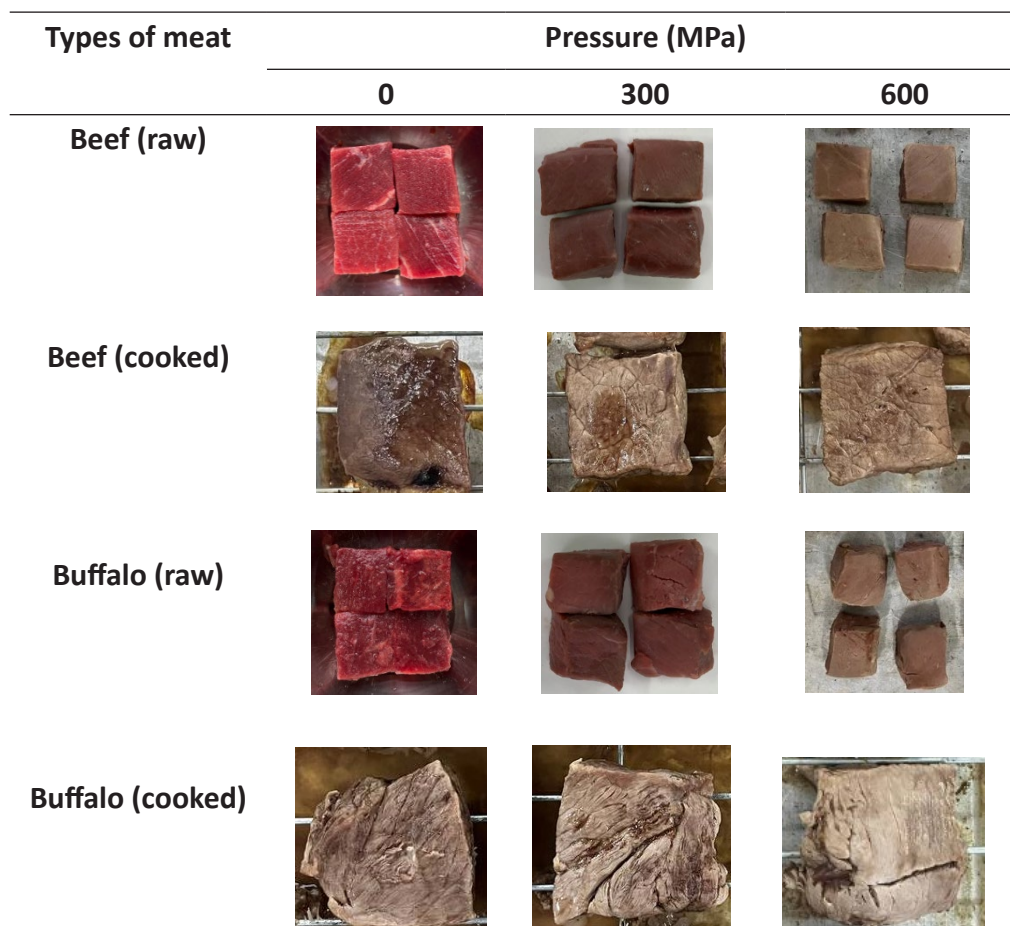 Types of meat
Pressure (MPa)
0
300
600
Beef (raw)
Beef (cooked)
Buffalo (raw)
Buffalo (cooked)